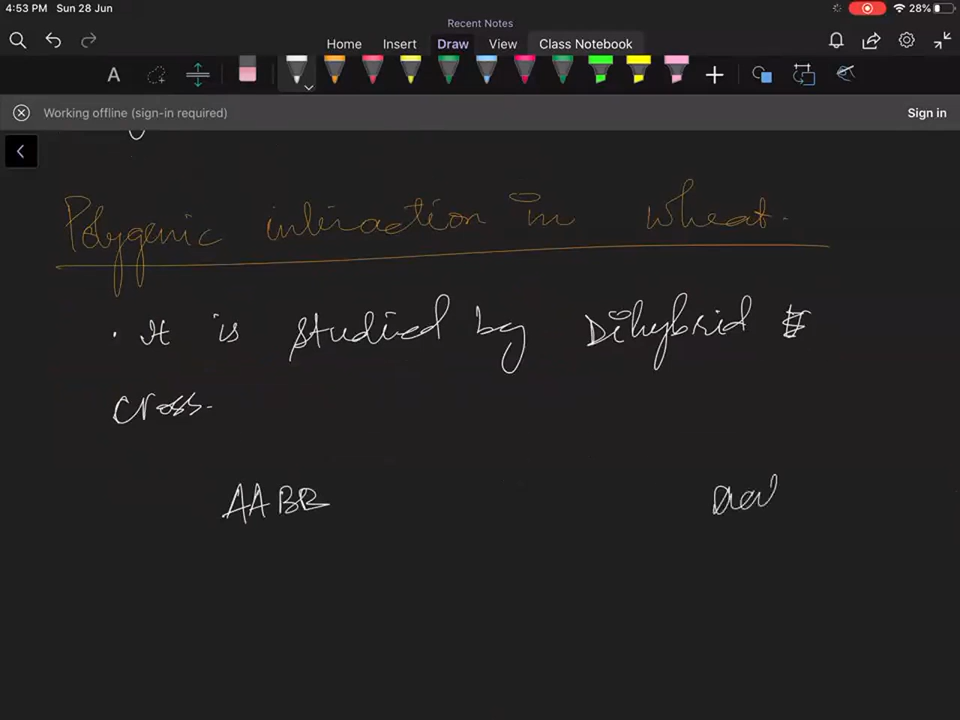 4:53 PM Sun 28 Jun 28%
Recent Notes
Home Insert Draw View Class Notebook
A
Working offline (sign-in required) Sign in
Polygenic interaction in wheat.
. It is studied by Dihybrid
cross.
AABB aa